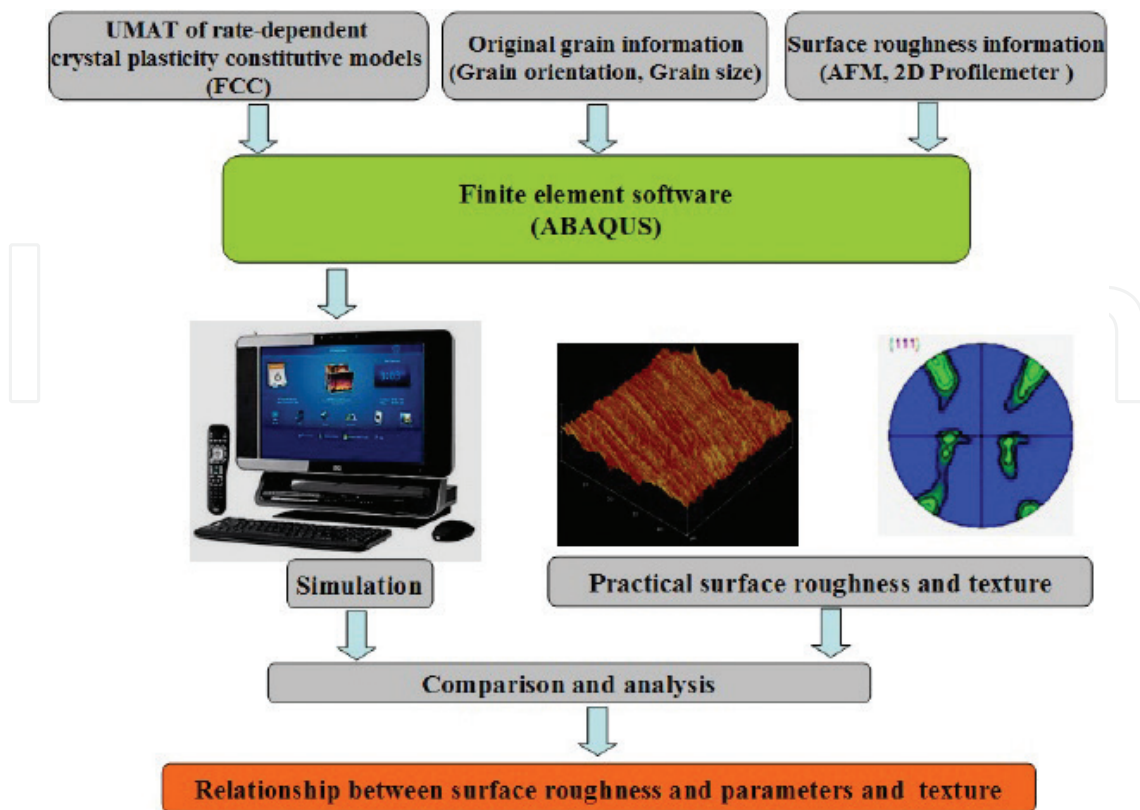 UMAT of rate-dependent
crystal plasticity constitutive models
(FCC)
Original grain information
(Grain orientation, Grain size)
Surface roughness information
(AFM, 2D Profilemeter )
Finite element software
(ABAQUS)
{111}
Simulation
Practical surface roughness and texture
Comparison and analysis
Relationship between surface roughness and parameters and texture